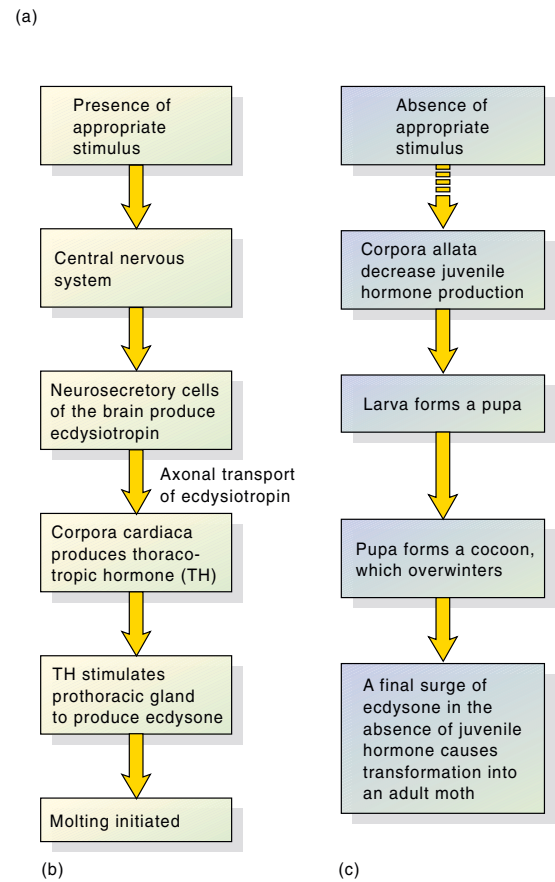 (a)
Presence of
appropriate
stimulus
Central nervous
system
Neurosecretory cells
of the brain produce
ecdysiotropin
Axonal transport
of ecdysiotropin
Corpora cardiaca
produces thoraco-
tropic hormone (TH)
TH stimulates
prothoracic gland
to produce ecdysone
Molting initiated
(b)
Absence of
appropriate
stimulus
Corpora allata
decrease juvenile
hormone production
Larva forms a pupa
Pupa forms a cocoon,
which overwinters
A final surge of
ecdysone in the
absence of juvenile
hormone causes
transformation into
an adult moth
(c)